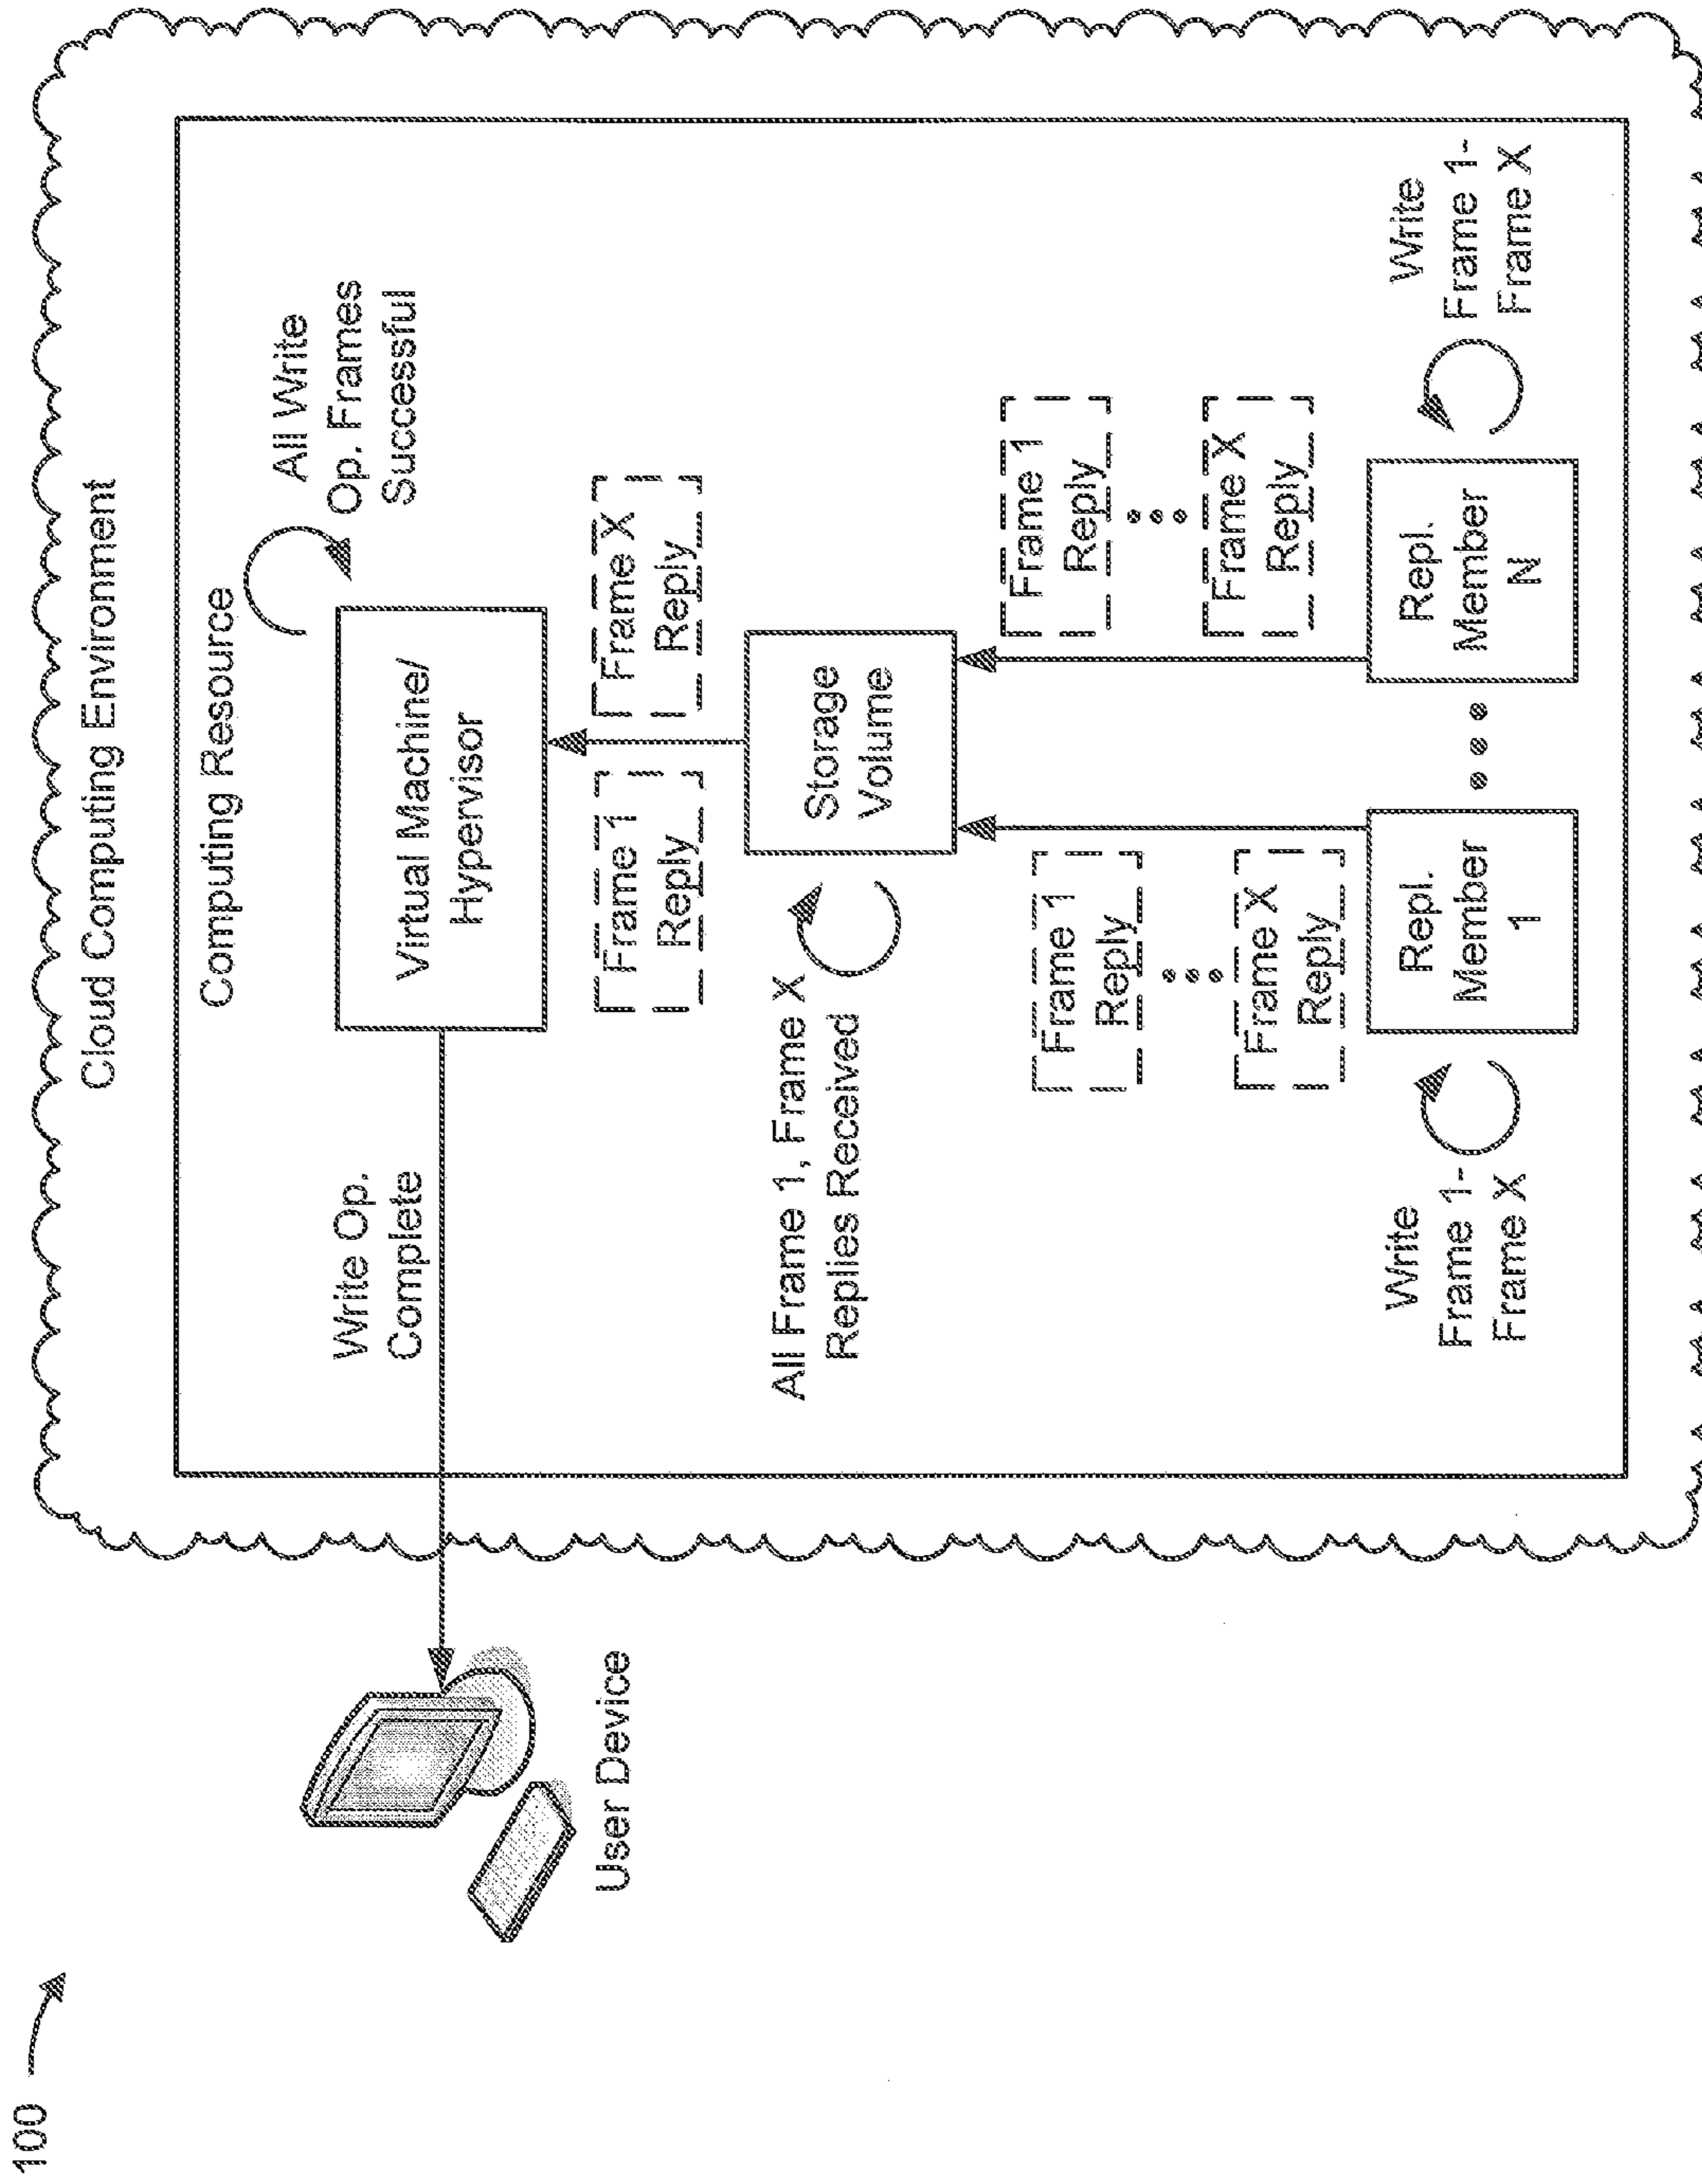 100
Cloud Computing Environment
Computing Resource
All Write
Op. Frames
Successful
Write Op.
Complete
Virtual Machine/
Hypervisor
User Device
Frame 1
Reply
Frame X
Reply
All Frame 1, Frame X
Replies Received
Storage
Volume
Frame 1
Reply
Frame X
Reply
Frame 1
Reply
Frame X
Reply
Write
Frame 1-
Frame X
Repl.
Member
1
Repl.
Member
N
Write
Frame 1-
Frame X